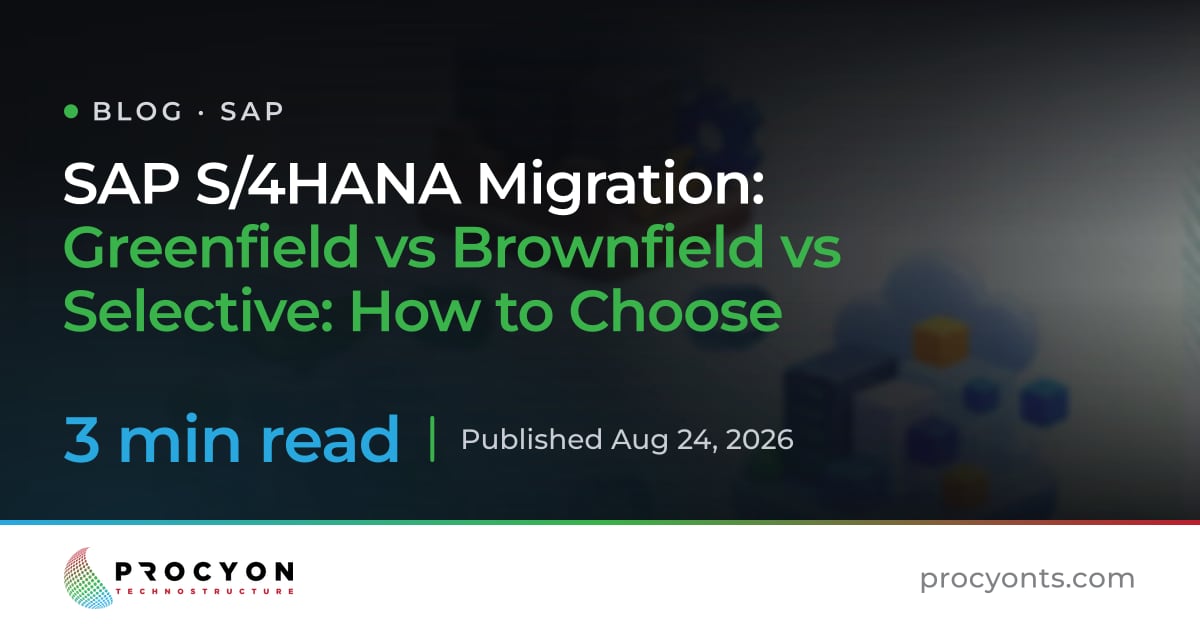 BLOG · SAP
SAP S/4HANA Migration:
Greenfield vs Brownfield vs
Selective: How to Choose
3 min read
Published Aug 24, 2026
PROCYON
TECHNOSTRUCTURE
procyonts.com